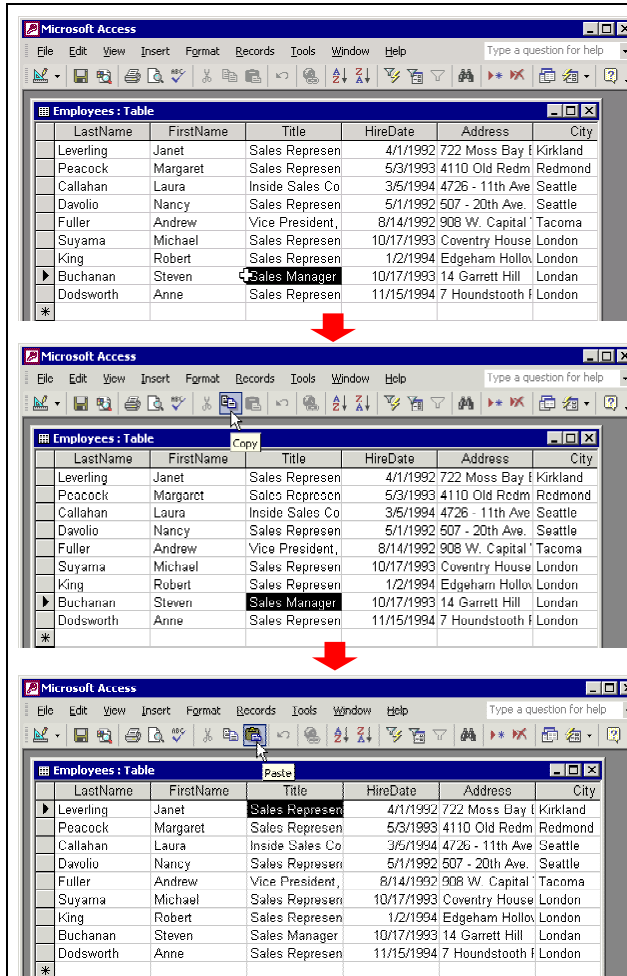 Microsoft Access
File Edit View Insert Format Records Tools Window Help Type a question for help
Employees : Table
LastName FirstName Title HireDate Address City
Leverling Janet Sales Represen 4/1/1992 722 Moss Bay Kirkland
Peacock Margaret Sales Represen 5/3/1993 4110 Old Redm Redmond
Callahan Laura Inside Sales Co 3/5/1994 4726 - 11th Ave Seattle
Davolio Nancy Sales Represen 5/1/1992 507 - 20th Ave. Seattle
Fuller Andrew Vice President, 8/14/1992 908 W. Capital Tacoma
Suyama Michael Sales Represen 10/17/1993 Coventry House London
King Robert Sales Represen 1/2/1994 Edgeham Hollow London
Buchanan Steven Sales Manager 10/17/1993 14 Garrett Hill Londan
Dodsworth Anne Sales Represen 11/15/1994 7 Houndstooth London
Microsoft Access
File Edit View Insert Format Records Tools Window Help Type a question for help
Copy
Employees : Table
LastName FirstName Title HireDate Address City
Leverling Janet Sales Represen 4/1/1992 722 Moss Bay Kirkland
Peacock Margaret Sales Represen 5/3/1993 4110 Old Redm Redmond
Callahan Laura Inside Sales Co 3/5/1994 4726 - 11th Ave Seattle
Davolio Nancy Sales Represen 5/1/1992 507 - 20th Ave. Seattle
Fuller Andrew Vice President, 8/14/1992 908 W. Capital Tacoma
Suyama Michael Sales Represen 10/17/1993 Coventry House London
King Robert Sales Represen 1/2/1994 Edgeham Hollow London
Buchanan Steven Sales Manager 10/17/1993 14 Garrett Hill Londan
Dodsworth Anne Sales Represen 11/15/1994 7 Houndstooth London
Microsoft Access
File Edit View Insert Format Records Tools Window Help Type a question for help
Paste
Employees : Table
LastName FirstName Title HireDate Address City
Leverling Janet Sales Represen 4/1/1992 722 Moss Bay Kirkland
Peacock Margaret Sales Represen 5/3/1993 4110 Old Redm Redmond
Callahan Laura Inside Sales Co 3/5/1994 4726 - 11th Ave Seattle
Davolio Nancy Sales Represen 5/1/1992 507 - 20th Ave. Seattle
Fuller Andrew Vice President, 8/14/1992 908 W. Capital Tacoma
Suyama Michael Sales Represen 10/17/1993 Coventry House London
King Robert Sales Represen 1/2/1994 Edgeham Hollow London
Buchanan Steven Sales Manager 10/17/1993 14 Garrett Hill Londan
Dodsworth Anne Sales Represen 11/15/1994 7 Houndstooth London